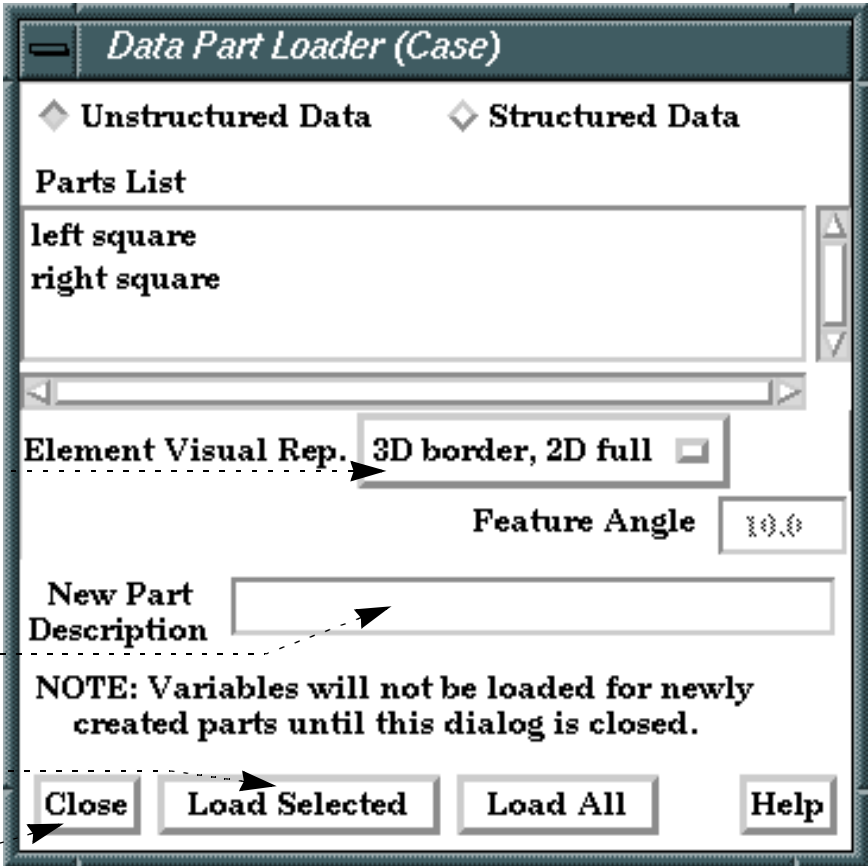 Data Part Loader (Case)
Unstructured Data Structured Data
Parts List
left square
right square
Element Visual Rep. 3D border, 2D full
Feature Angle 10.0
New Part
Description
NOTE: Variables will not be loaded for newly
created parts until this dialog is closed.
Close Load Selected Load All Help